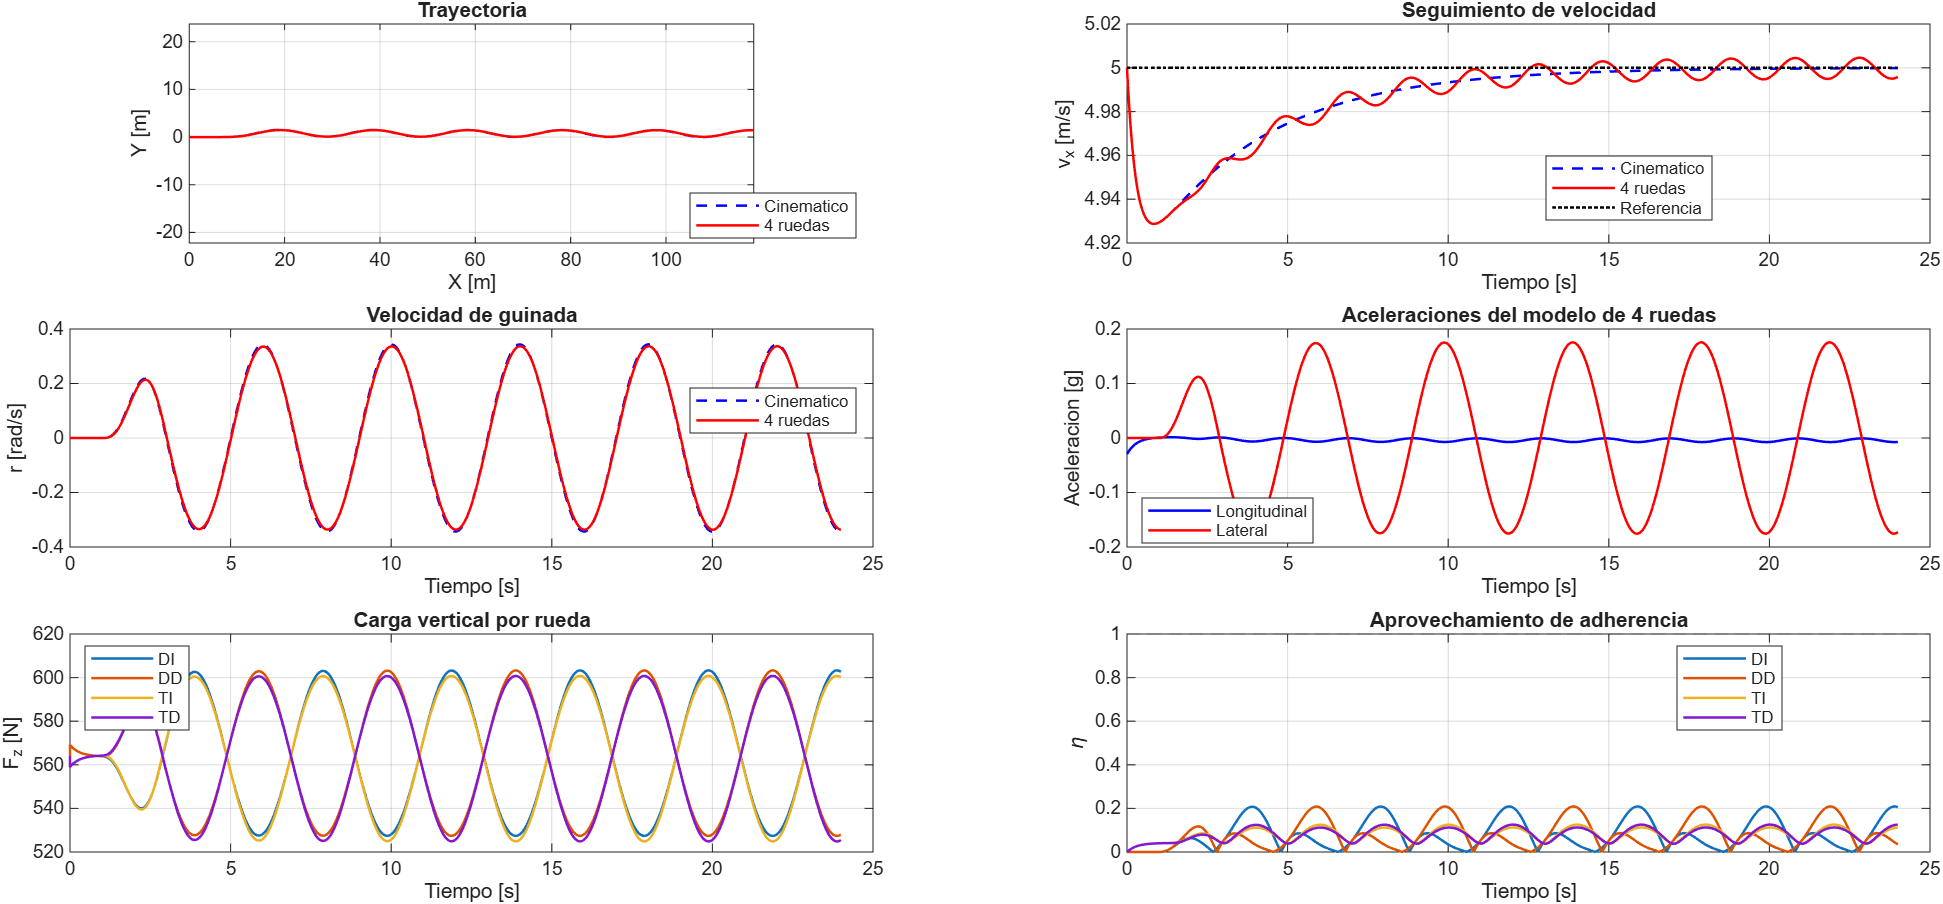 Trayectoria
20
10
0
-10
-20
Y [m]
0 20 40 60 80 100
X [m]
Cinematico
4 ruedas
Seguimiento de velocidad
5.02
5
4.98
4.96
4.94
4.92
vₓ [m/s]
0 5 10 15 20 25
Tiempo [s]
Cinematico
4 ruedas
Referencia
Velocidad de guinada
0.4
0.2
0
-0.2
-0.4
r [rad/s]
0 5 10 15 20 25
Tiempo [s]
Cinematico
4 ruedas
Aceleraciones del modelo de 4 ruedas
0.2
0.1
0
-0.1
-0.2
Aceleracion [g]
0 5 10 15 20 25
Tiempo [s]
Longitudinal
Lateral
Carga vertical por rueda
620
600
580
560
540
520
F_z [N]
0 5 10 15 20 25
Tiempo [s]
DI
DD
TI
TD
Aprovechamiento de adherencia
1
0.8
0.6
0.4
0.2
0
η
0 5 10 15 20 25
Tiempo [s]
DI
DD
TI
TD